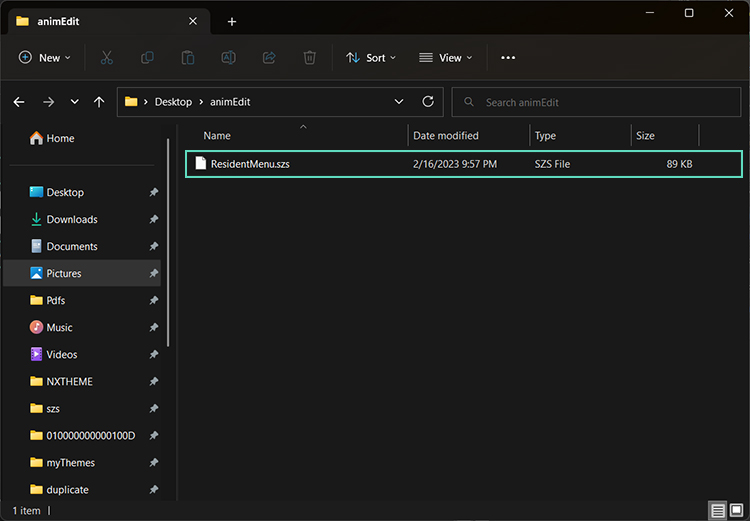 animEdit
New
Sort
View
Desktop
animEdit
Search animEdit
Home
Desktop
Downloads
Documents
Pictures
Pdfs
Music
Videos
NXTHEME
szs
010000000000100D
myThemes
duplicate
Name Date modified Type Size
ResidentMenu.szs 2/16/2023 9:57 PM SZS File 89 KB
1 item